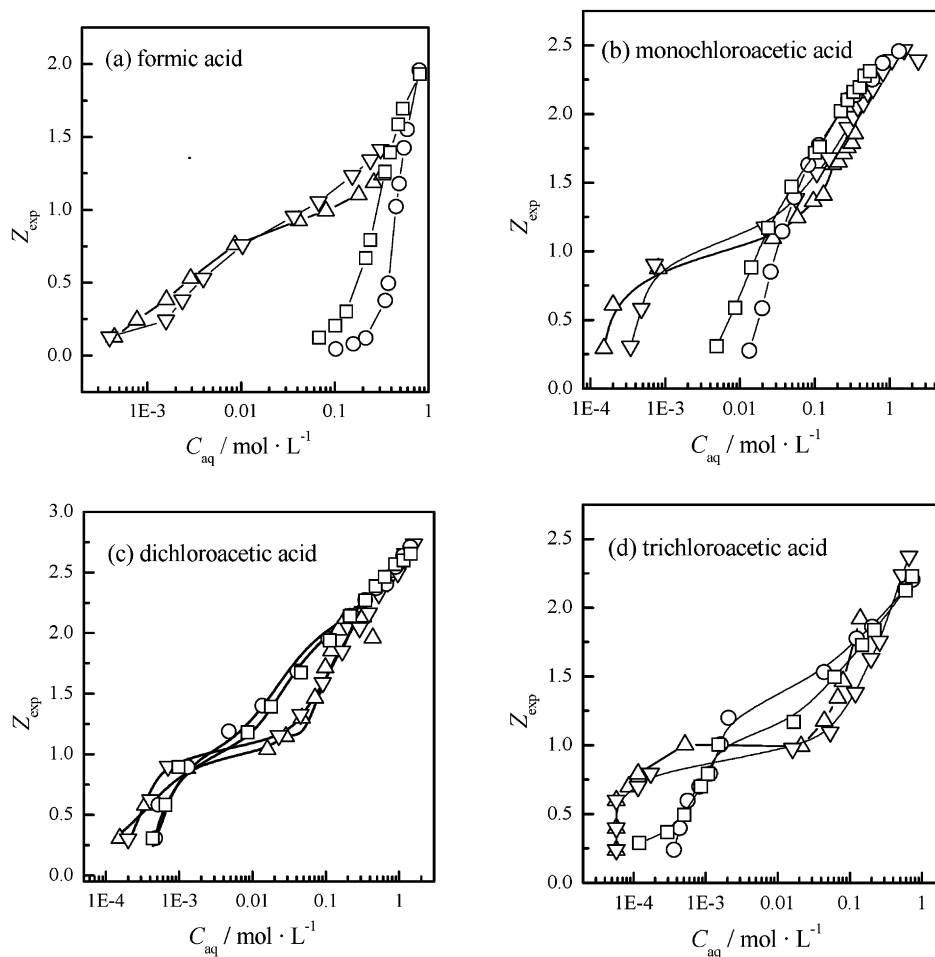 (a) formic acid
2.0
1.5
1.0
0.5
0.0
Z_exp
1E-3
0.01
0.1
1
C_aq / mol · L^-1
(b) monochloroacetic acid
2.5
2.0
1.5
1.0
0.5
0.0
Z_exp
1E-4
1E-3
0.01
0.1
1
C_aq / mol · L^-1
(c) dichloroacetic acid
3.0
2.5
2.0
1.5
1.0
0.5
0.0
Z_exp
1E-4
1E-3
0.01
0.1
1
C_aq / mol · L^-1
(d) trichloroacetic acid
2.5
2.0
1.5
1.0
0.5
0.0
Z_exp
1E-4
1E-3
0.01
0.1
1
C_aq / mol · L^-1